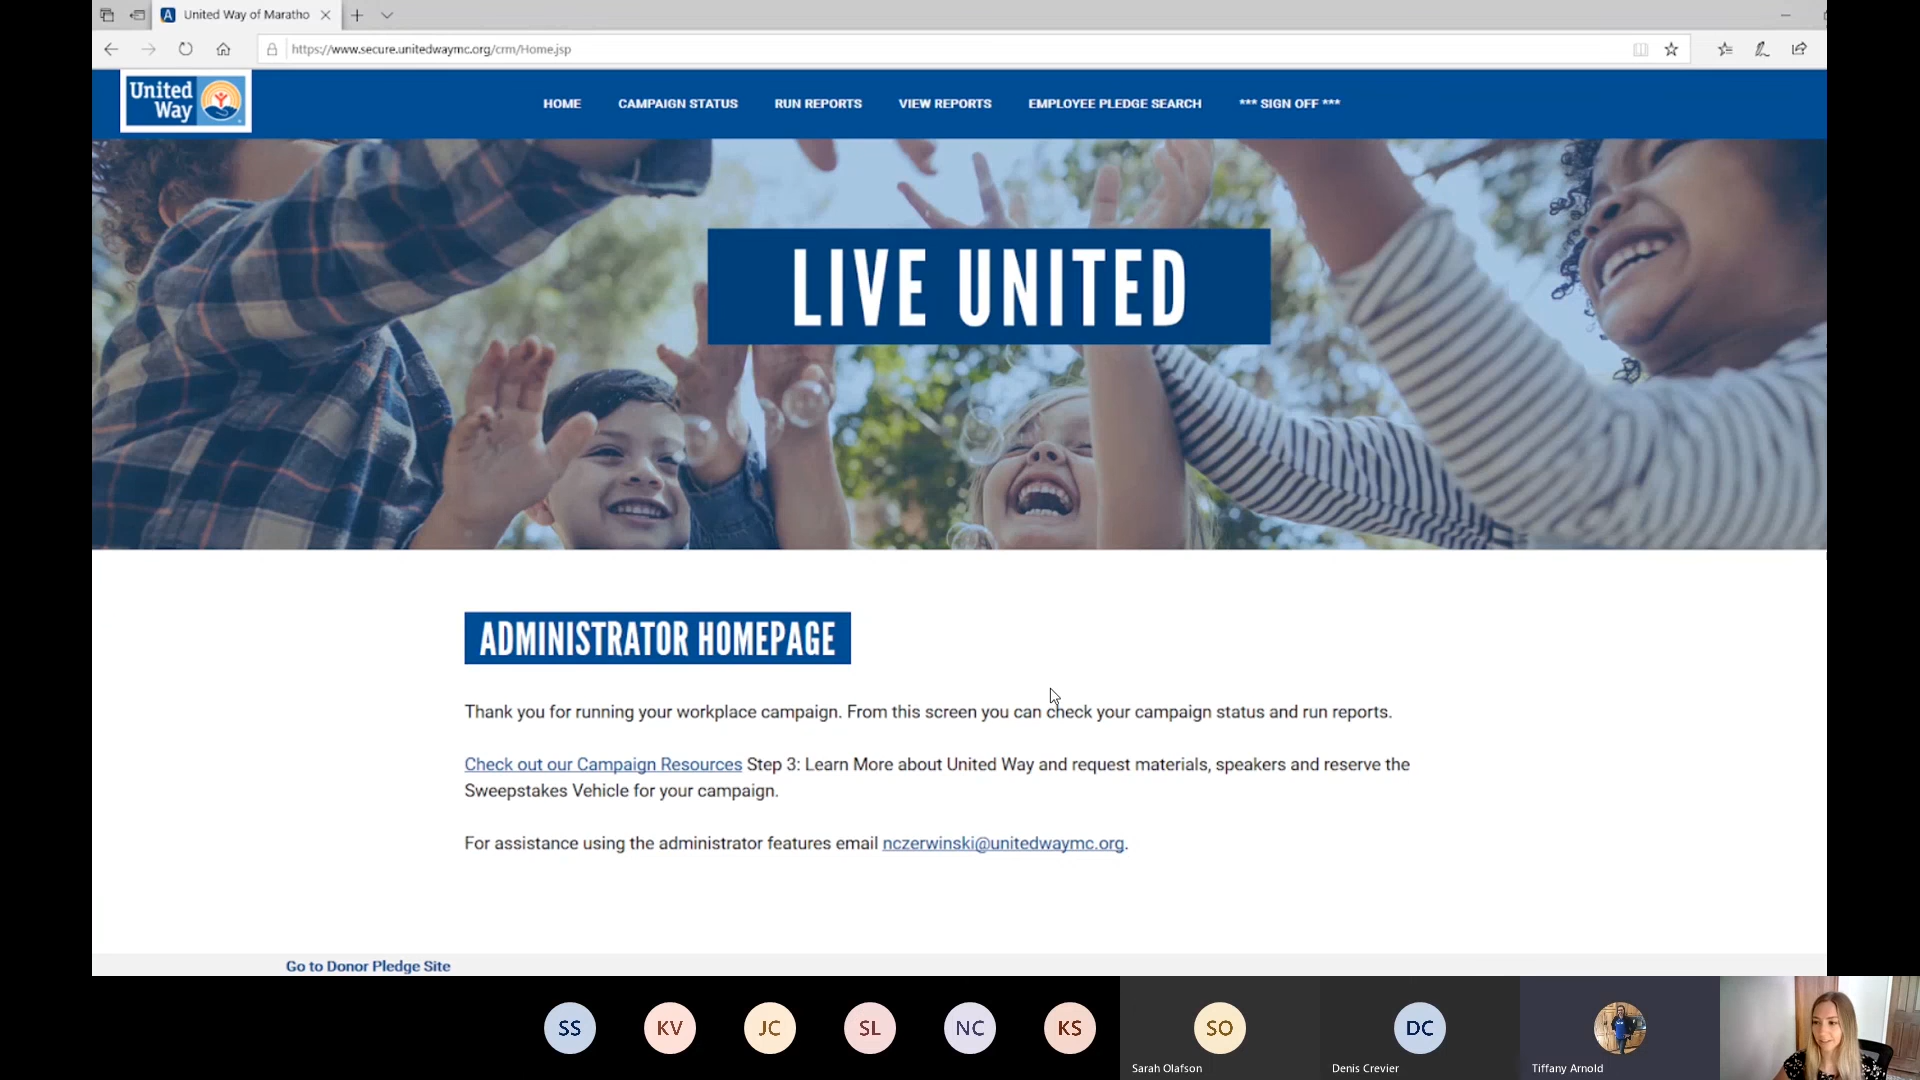 United Way of Maratho
https://www.secure.unitedwaymc.org/crm/Home.jsp
United
Way
HOME CAMPAIGN STATUS RUN REPORTS VIEW REPORTS EMPLOYEE PLEDGE SEARCH *** SIGN OFF ***
LIVE UNITED
ADMINISTRATOR HOMEPAGE
Thank you for running your workplace campaign. From this screen you can check your campaign status and run reports.
Check out our Campaign Resources Step 3: Learn More about United Way and request materials, speakers and reserve the
Sweepstakes Vehicle for your campaign.
For assistance using the administrator features email nczerwinski@unitedwaymc.org.
Go to Donor Pledge Site
SS KV JC SL NC KS SO DC
Sarah Olafson Denis Crevier Tiffany Arnold